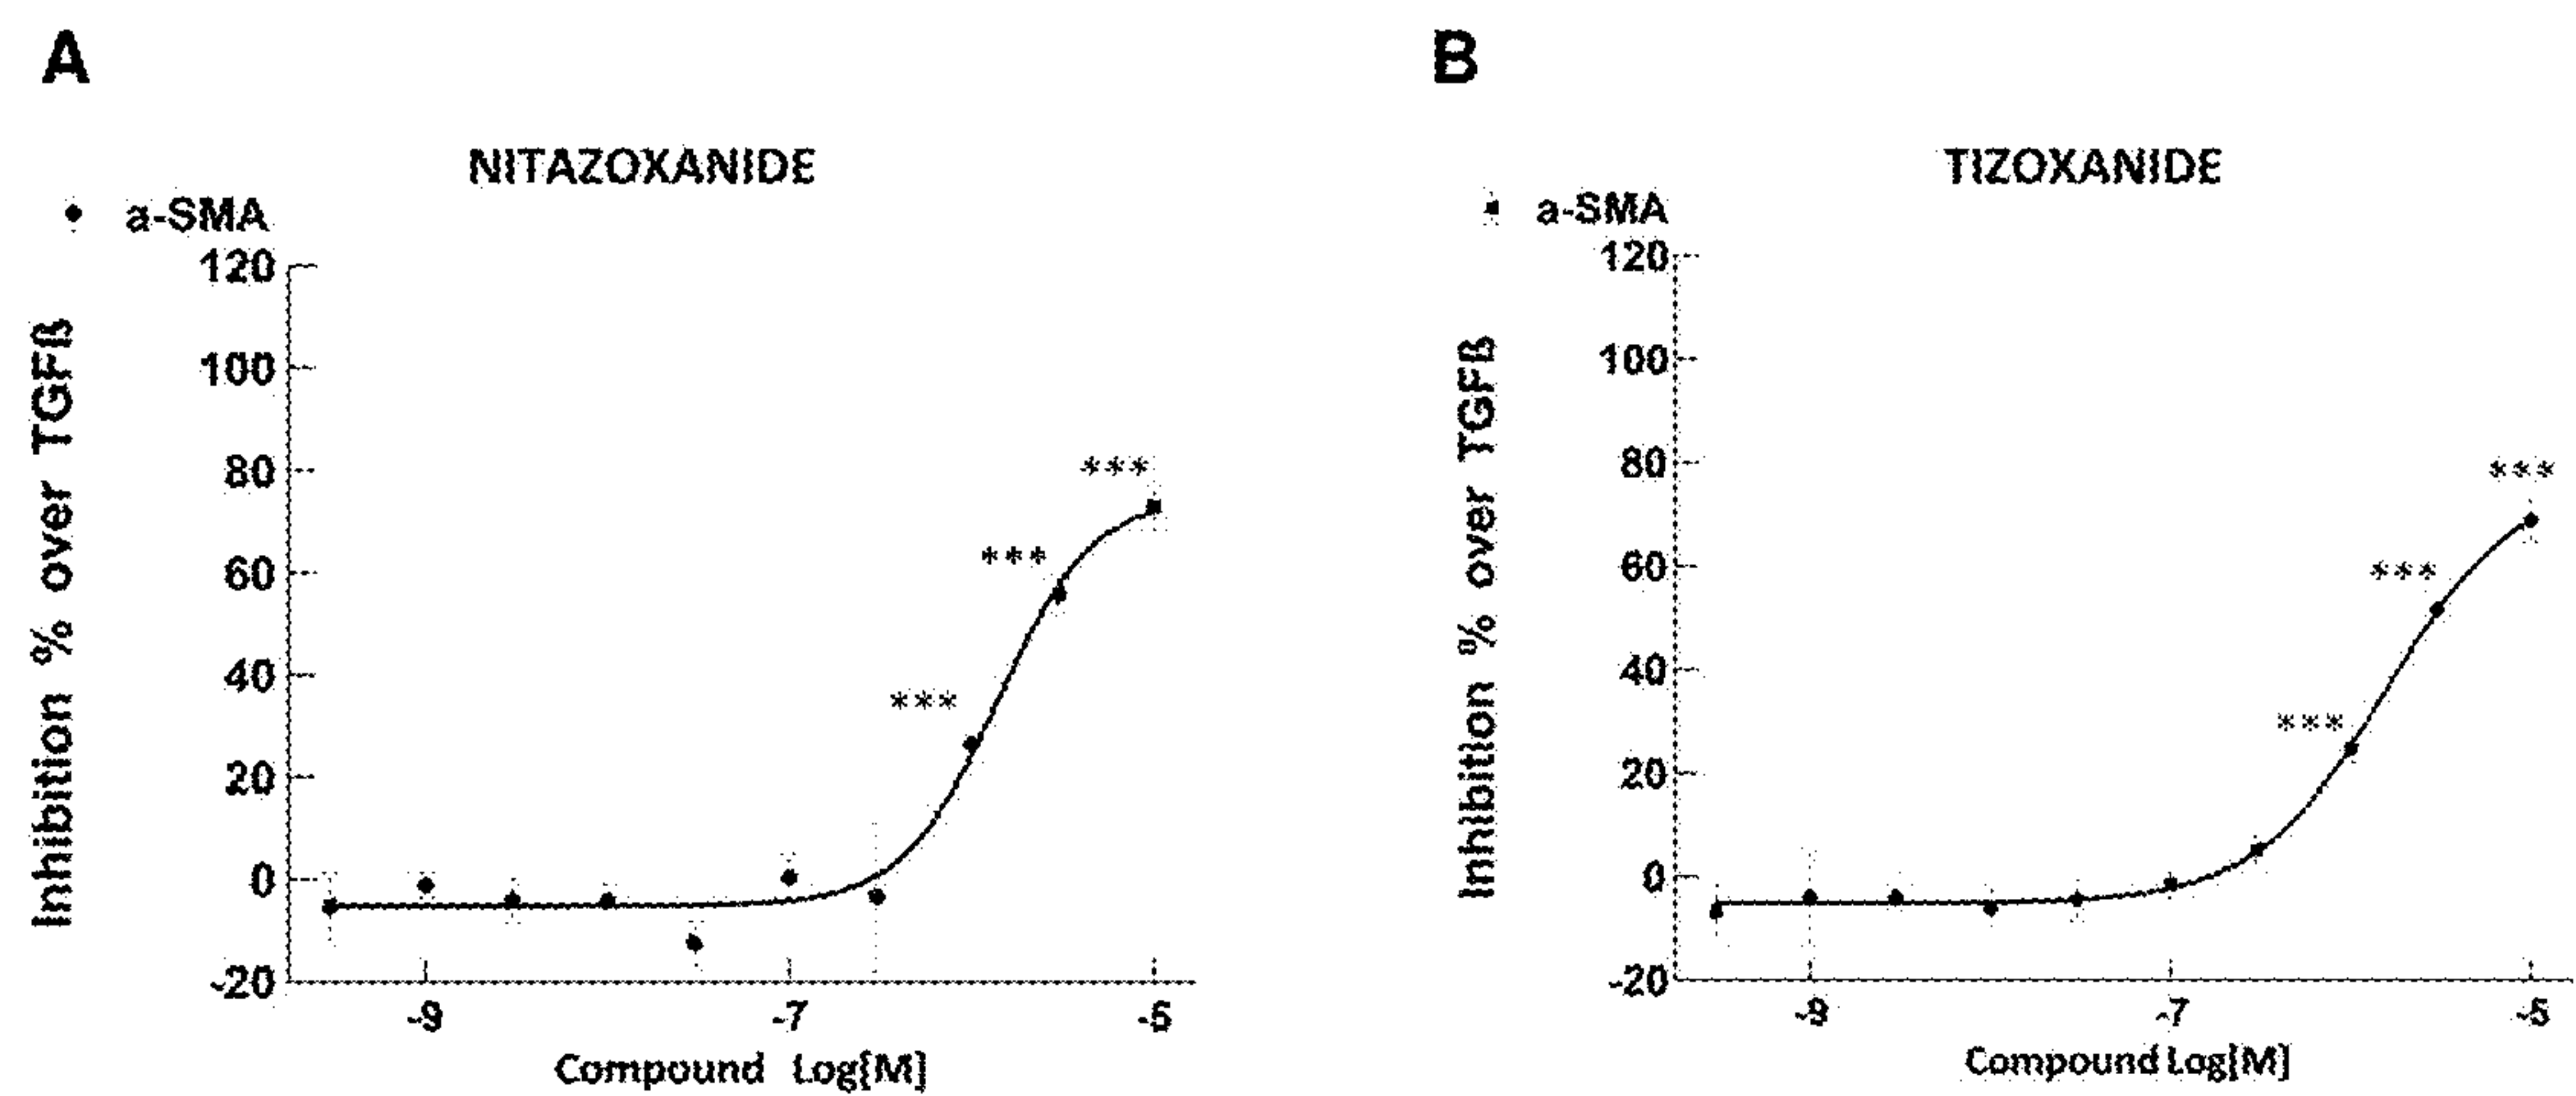 A
NITAZOXANIDE
a-SMA
120
100
80
60
40
20
0
-20
Inhibition % over TGFß
***
***
***
-9
-7
-5
Compound Log[M]
B
TIZOXANIDE
a-SMA
120
100
80
60
40
20
0
-20
Inhibition % over TGFß
***
***
***
-9
-7
-5
Compound Log[M]